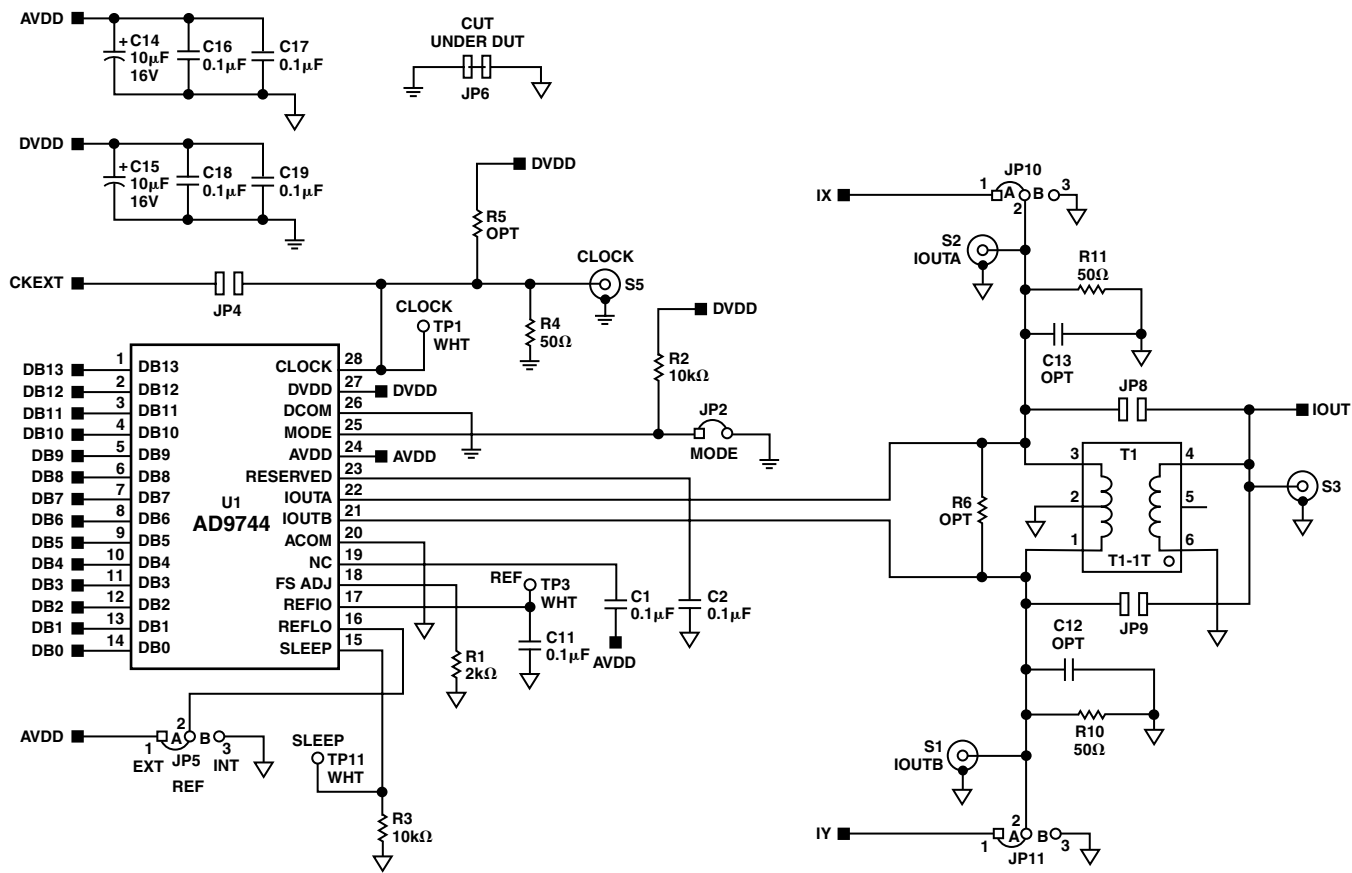 AVDD
+C14
10µF
16V
C16
0.1µF
C17
0.1µF
CUT
UNDER DUT
JP6
DVDD
+C15
10µF
16V
C18
0.1µF
C19
0.1µF
DVDD
R5
OPT
CKEXT
JP4
CLOCK
S5
CLOCK
TP1
WHT
R4
50Ω
DVDD
R2
10kΩ
JP2
MODE
DB13 1 DB13
DB12 2 DB12
DB11 3 DB11
DB10 4 DB10
DB9 5 DB9
DB8 6 DB8
DB7 7 DB7
DB6 8 DB6
DB5 9 DB5
DB4 10 DB4
DB3 11 DB3
DB2 12 DB2
DB1 13 DB1
DB0 14 DB0
U1
AD9744
CLOCK 28
DVDD 27 DVDD
DCOM 26
MODE 25
AVDD 24 AVDD
RESERVED 23
IOUTA 22
IOUTB 21
ACOM 20
NC 19
FS ADJ 18
REFIO 17
REFLO 16
SLEEP 15
REF
TP3
WHT
C11
0.1µF
R1
2kΩ
C1
0.1µF
AVDD
C2
0.1µF
AVDD
1
EXT
2
A
B
JP5
3
INT
REF
SLEEP
TP11
WHT
R3
10kΩ
IX
JP10
1
A
B
3
2
S2
IOUTA
R11
50Ω
C13
OPT
JP8
IOUT
R6
OPT
3
2
1
T1
T1-1T
4
5
6
S3
JP9
C12
OPT
R10
50Ω
S1
IOUTB
IY
2
1
A
B
3
JP11